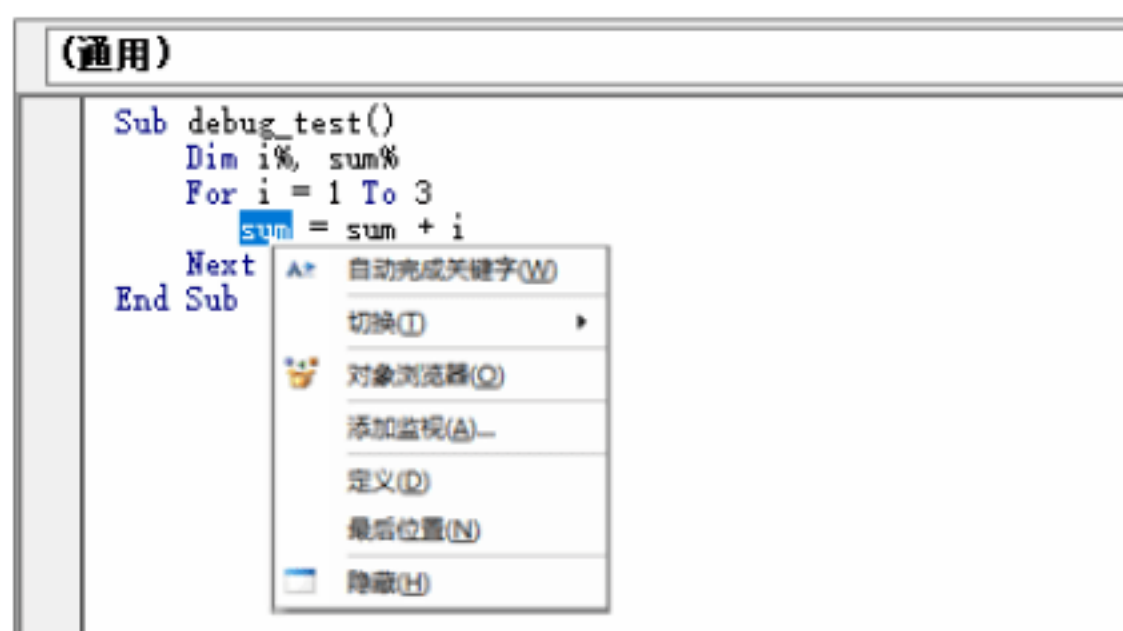 (通用)
Sub debug_test()
Dim i%, sum%
For i = 1 To 3
sum = sum + i
Next
End Sub
自动完成关键字(W)
切换(T)
对象浏览器(O)
添加监视(A)...
定义(D)
最后位置(N)
隐藏(H)